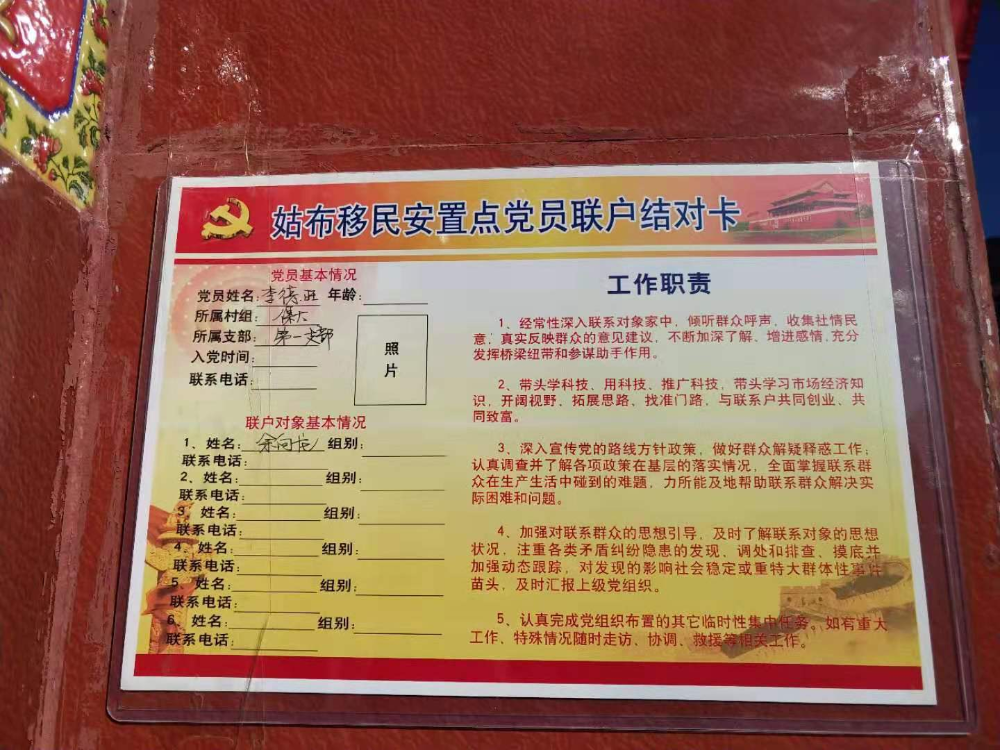 姑布移民安置点党员联户结对卡
党员基本情况
党员姓名: 李 旺 年龄:
所属村组:
所属支部: 第一支部
入党时间:
联系电话:
照
片
联户对象基本情况
1、姓名: 余向 组别:
联系电话:
2、姓名: 组别:
联系电话:
3、姓名: 组别:
联系电话:
4、姓名: 组别:
联系电话:
5、姓名: 组别:
联系电话:
6、姓名: 组别:
联系电话:
工作职责
1、经常性深入联系对象家中，倾听群众呼声，收集社情民
意，真实反映群众的意见建议，不断加深了解、增进感情，充分
发挥桥梁纽带和参谋助手作用。
2、带头学科技、用科技、推广科技，带头学习市场经济知
识，开阔视野、拓展思路、找准门路，与联系户共同创业、共
同致富。
3、深入宣传党的路线方针政策，做好群众解疑释惑工作；
认真调查并了解各项政策在基层的落实情况，全面掌握联系群
众在生产生活中碰到的难题，力所能及地帮助联系群众解决实
际困难和问题。
4、加强对联系群众的思想引导，及时了解联系对象的思想
状况，注重各类矛盾纠纷隐患的发现、调处和排查、摸底并
加强动态跟踪，对发现的影响社会稳定或重特大群体性事件
苗头，及时汇报上级党组织。
5、认真完成党组织布置的其它临时性集中任务。如有重大
工作、特殊情况随时走访、协调、救援等相关工作。